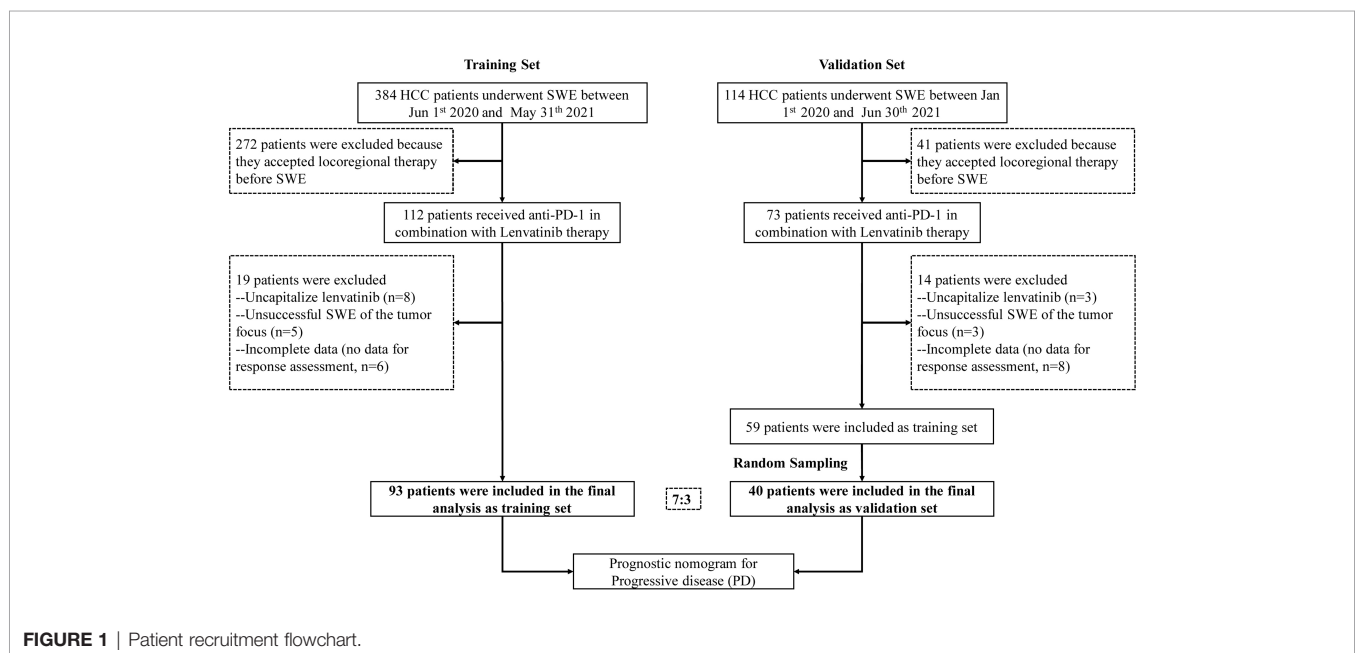 Training Set
384 HCC patients underwent SWE between
Jun 1st 2020 and May 31th 2021
272 patients were excluded because
they accepted locoregional therapy
before SWE
112 patients received anti-PD-1 in
combination with Lenvatinib therapy
19 patients were excluded
--Uncapitalize lenvatinib (n=8)
--Unsuccessful SWE of the tumor
focus (n=5)
--Incomplete data (no data for
response assessment, n=6)
93 patients were included in the final
analysis as training set
Validation Set
114 HCC patients underwent SWE between Jan
1st 2020 and Jun 30th 2021
41 patients were excluded because
they accepted locoregional therapy
before SWE
73 patients received anti-PD-1 in
combination with Lenvatinib therapy
14 patients were excluded
--Uncapitalize lenvatinib (n=3)
--Unsuccessful SWE of the tumor
focus (n=3)
--Incomplete data (no data for
response assessment, n=8)
59 patients were included as training set
Random Sampling
7:3
40 patients were included in the final
analysis as validation set
Prognostic nomogram for
Progressive disease (PD)
FIGURE 1 | Patient recruitment flowchart.